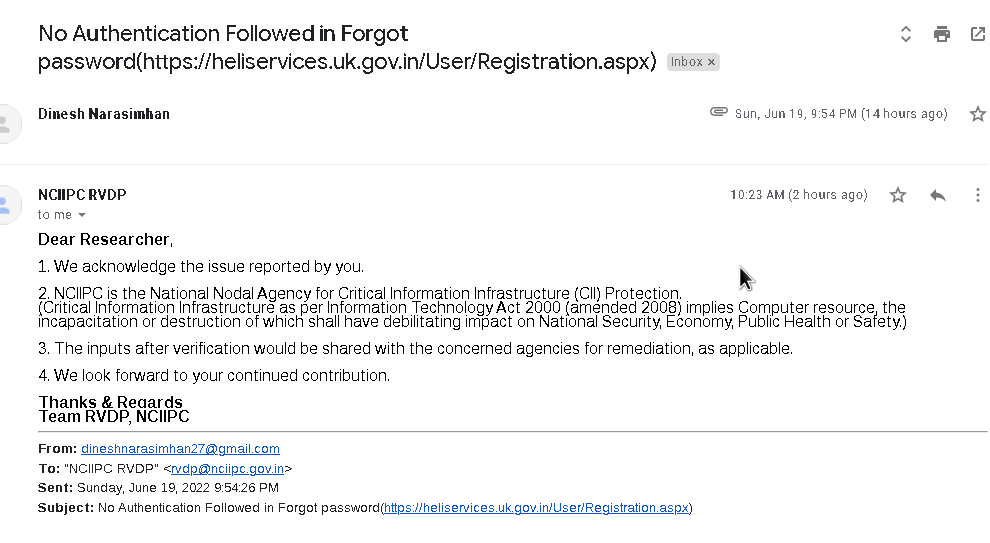 No Authentication Followed in Forgot
password(https://heliservices.uk.gov.in/User/Registration.aspx) Inbox ×
Dinesh Narasimhan Sun, Jun 19, 9:54 PM (14 hours ago)
NCIIPC RVDP 10:23 AM (2 hours ago)
to me
Dear Researcher,
1. We acknowledge the issue reported by you.
2. NCIIPC is the National Nodal Agency for Critical Information Infrastructure (CII) Protection.
(Critical Information Infrastructure as per Information Technology Act 2000 (amended 2008) implies Computer resource, the
incapacitation or destruction of which shall have debilitating impact on National Security, Economy, Public Health or Safety.)
3. The inputs after verification would be shared with the concerned agencies for remediation, as applicable.
4. We look forward to your continued contribution.
Thanks & Regards
Team RVDP, NCIIPC
From: dineshnarasimhan27@gmail.com
To: "NCIIPC RVDP" <rvdp@nciipc.gov.in>
Sent: Sunday, June 19, 2022 9:54:26 PM
Subject: No Authentication Followed in Forgot password(https://heliservices.uk.gov.in/User/Registration.aspx)